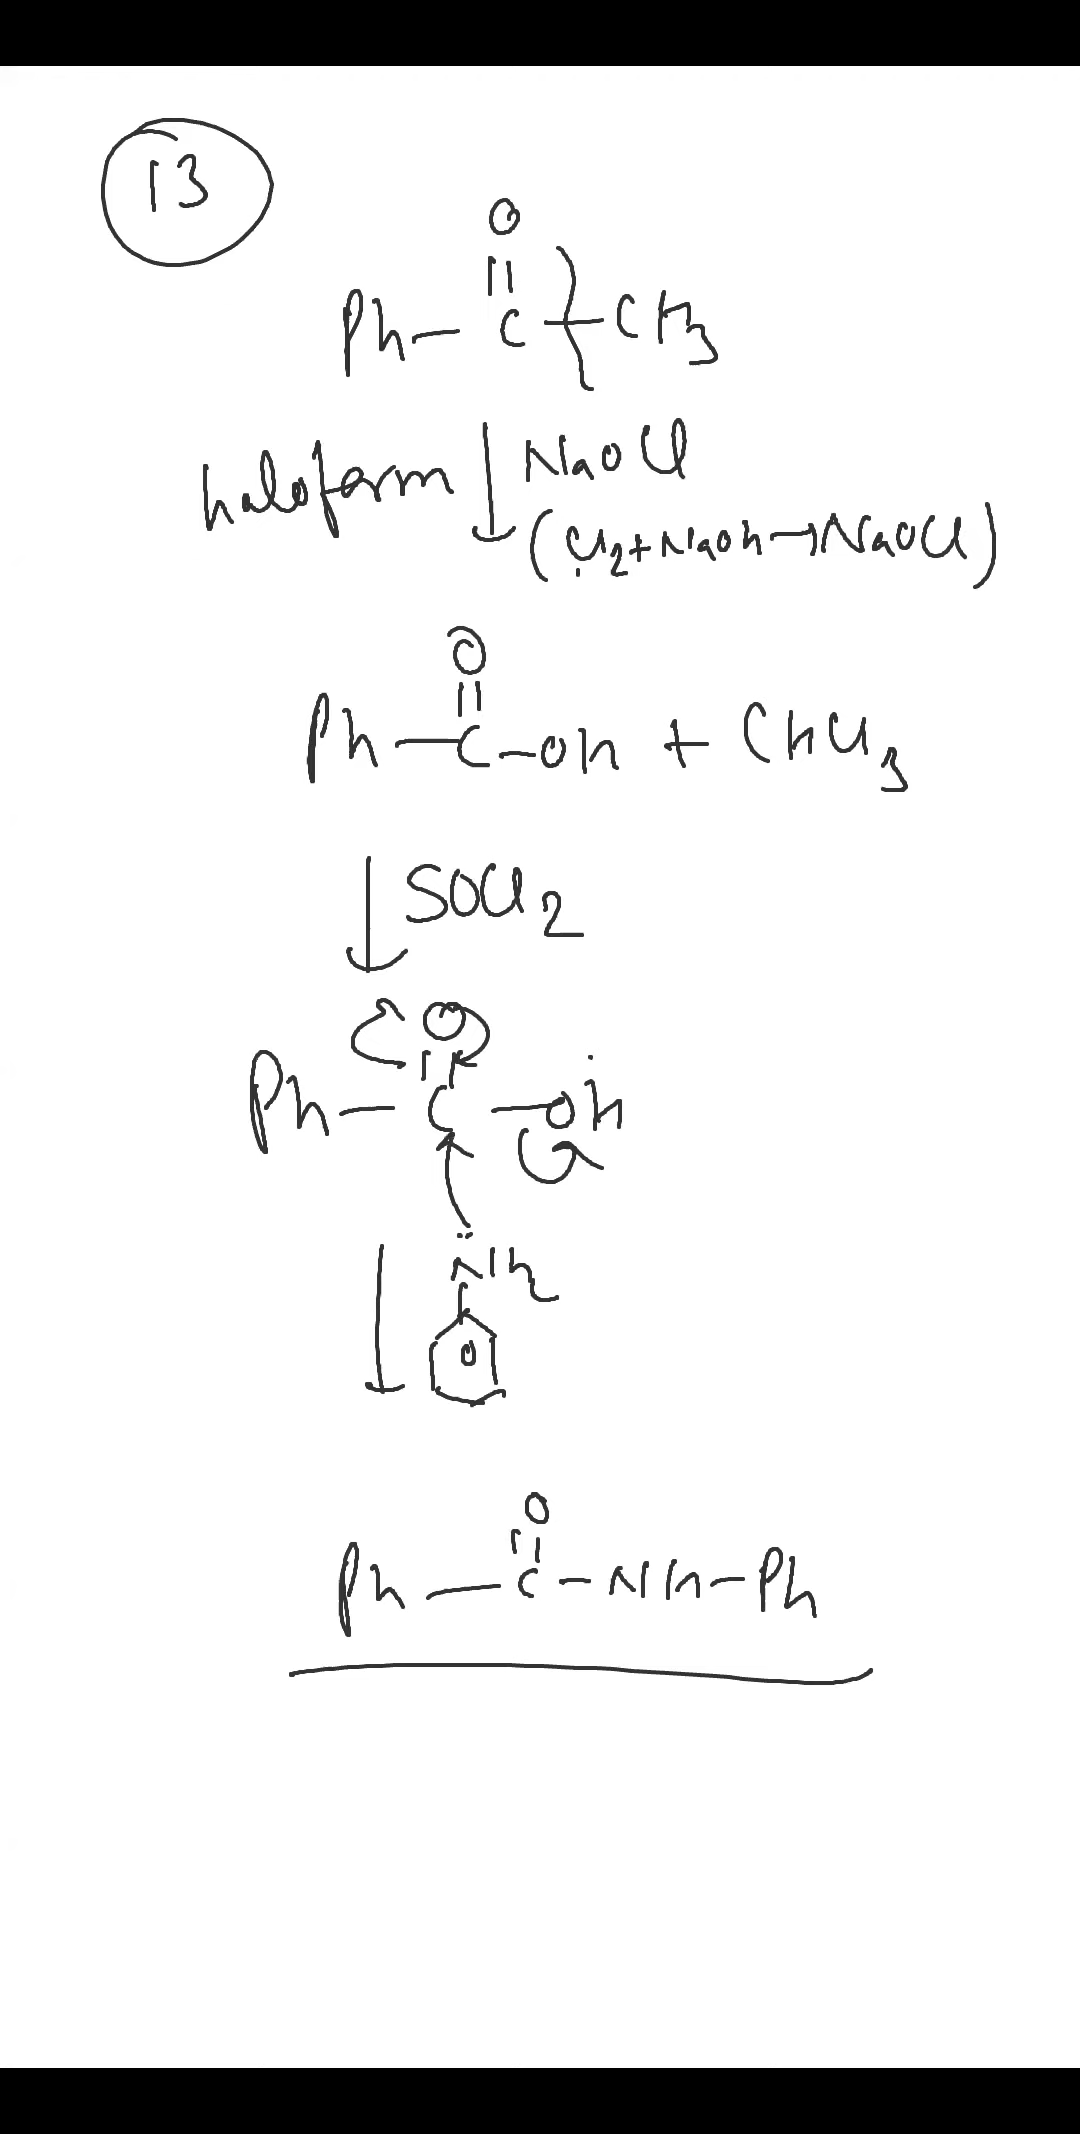 13
O
Ph-C-CH3
haloform NaOCl
(Cl2+NaOh→NaOCl)
O
Ph-C-Oh + ChCl3
SOCl2
O
Ph-C-Oh
NH2
O
Ph-C-Nh-Ph